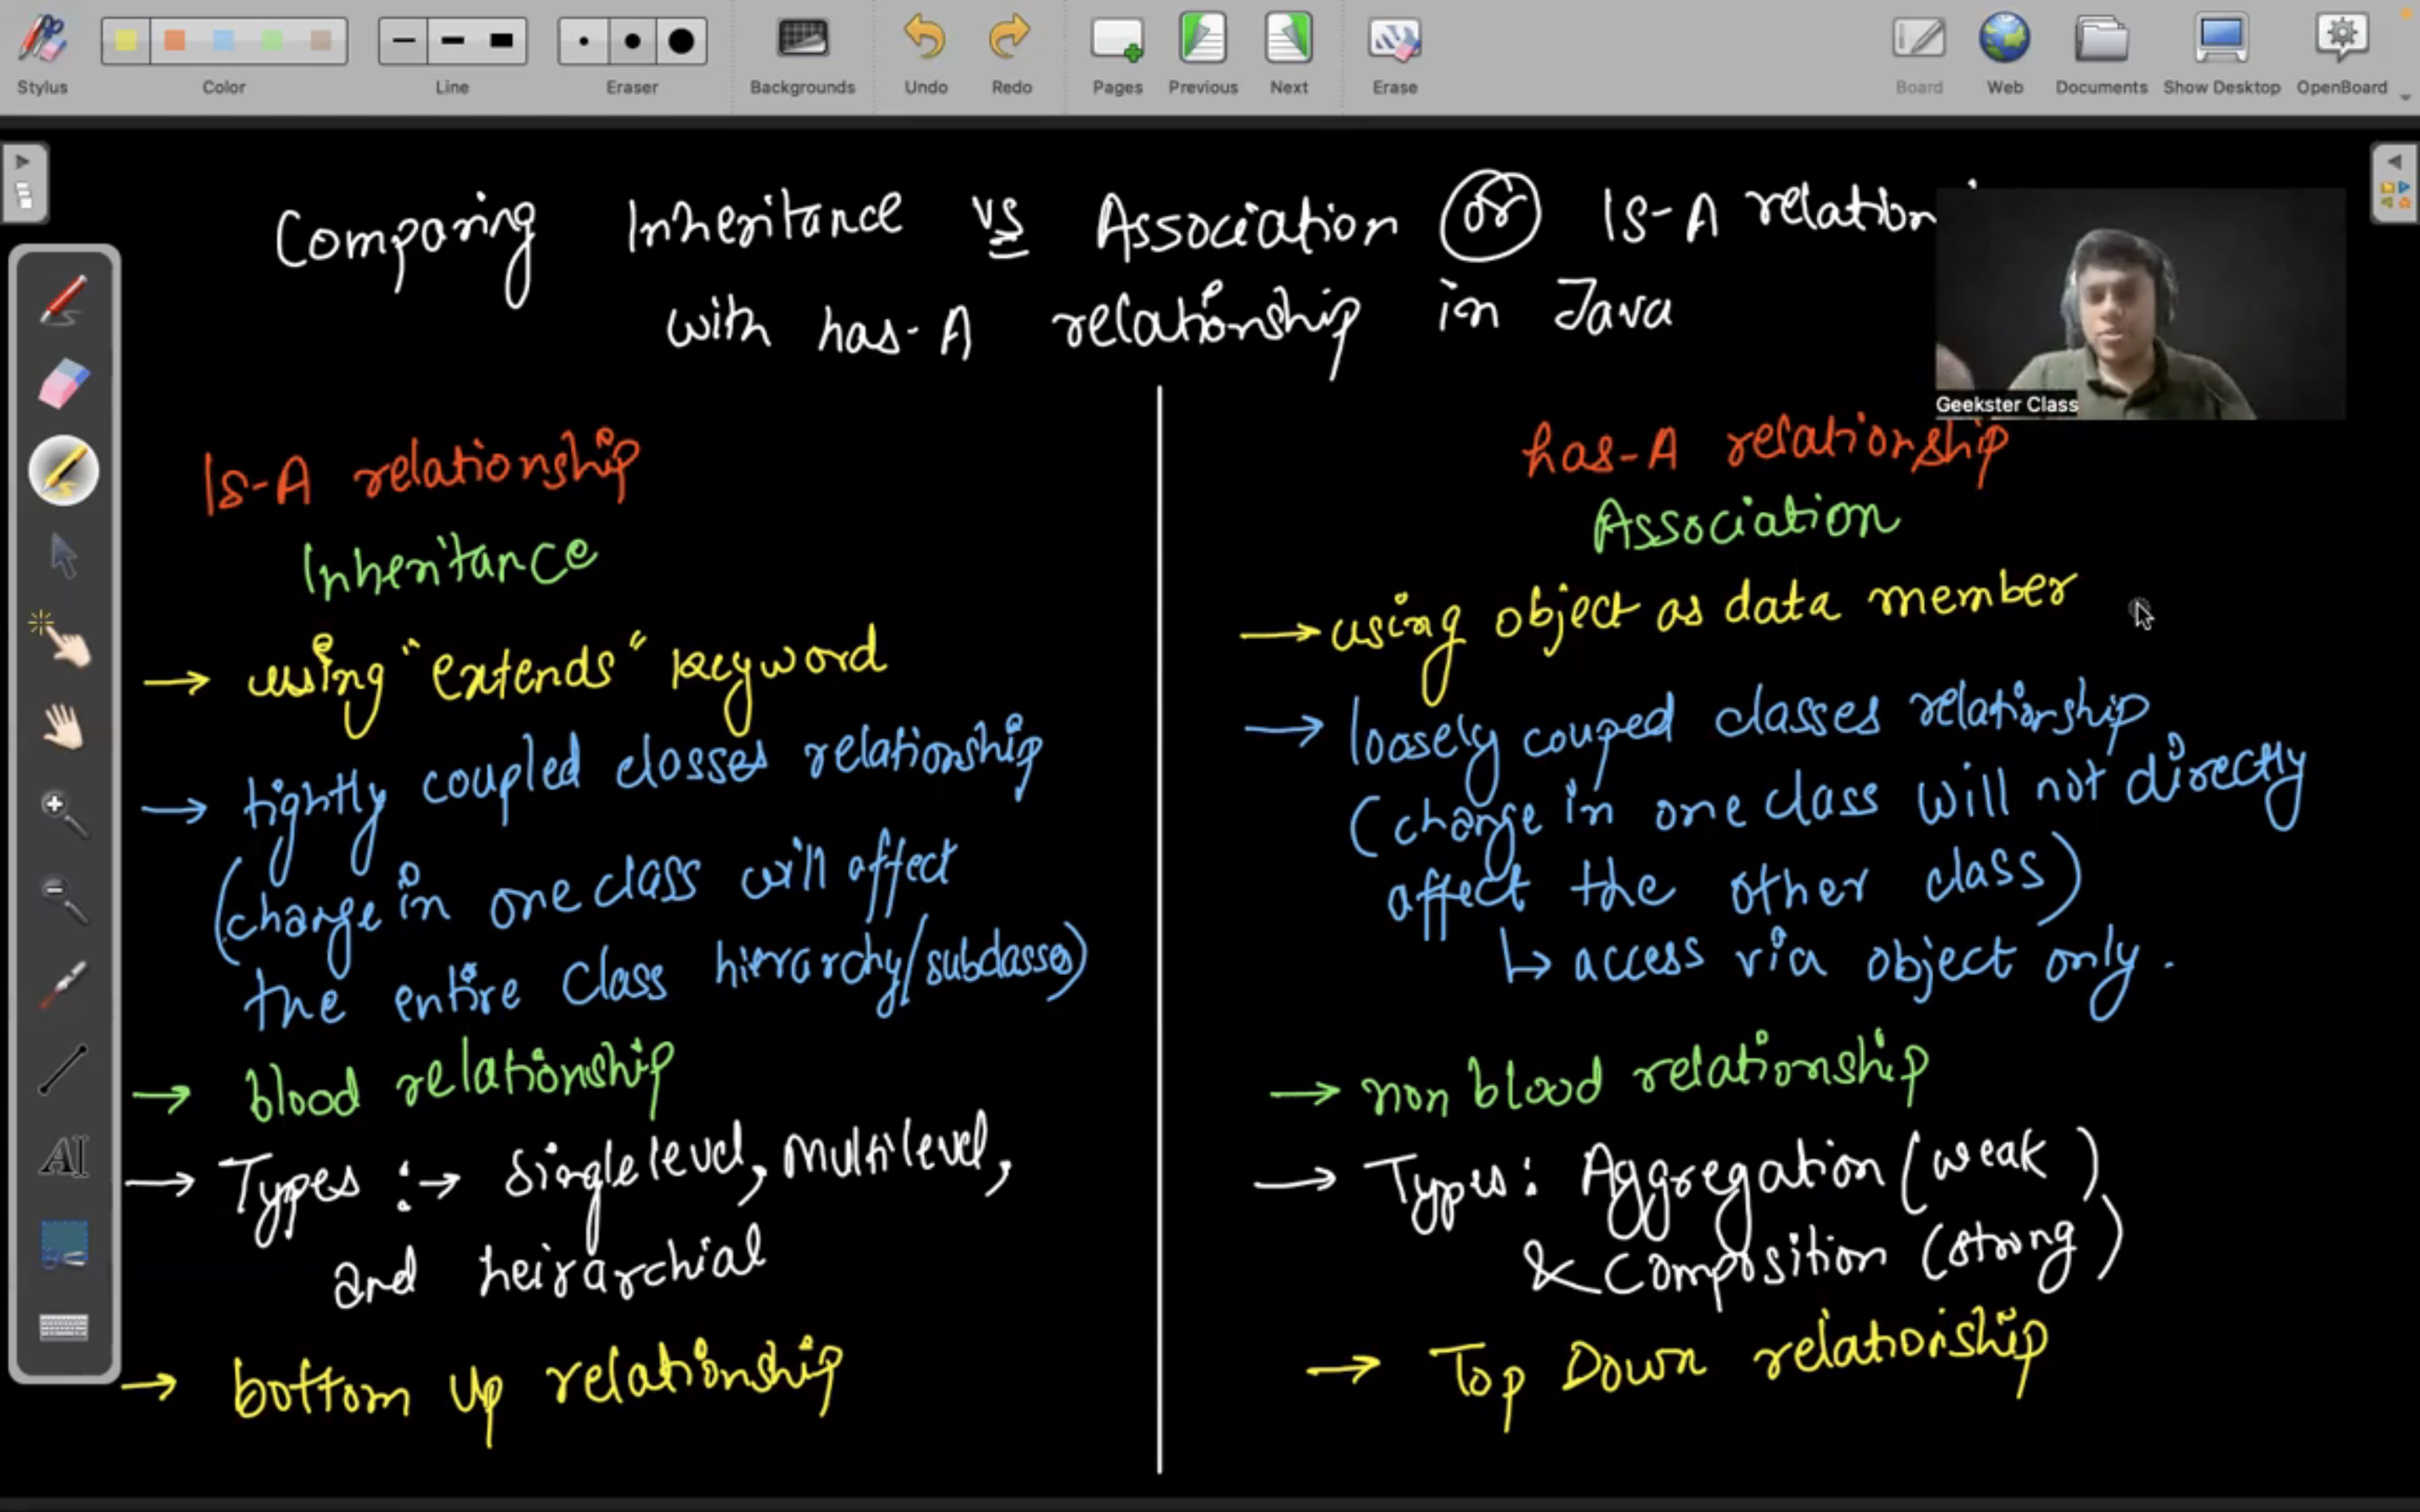 Stylus
Color
Line
Eraser
Backgrounds
Undo
Redo
Pages
Previous
Next
Erase
Board
Web
Documents
Show Desktop
OpenBoard
Comparing Inheritance vs Association or Is-A relation
with has-A relationship in Java
Geekster Class
Is-A relationship
Inheritance
→ using "extends" keyword
→ tightly coupled classes relationship
(change in one class will affect
the entire class hierarchy/subclasses)
→ blood relationship
→ Types :→ Single level, Multilevel,
and heirarchial
→ bottom up relationship
has-A relationship
Association
→ using object as data member
→ loosely couped classes relationship
(change in one class will not directly
affect the other class)
↳ access via object only.
→ non blood relationship
→ Types: Aggregation (weak)
& Composition (strong)
→ Top Down relationship
AI